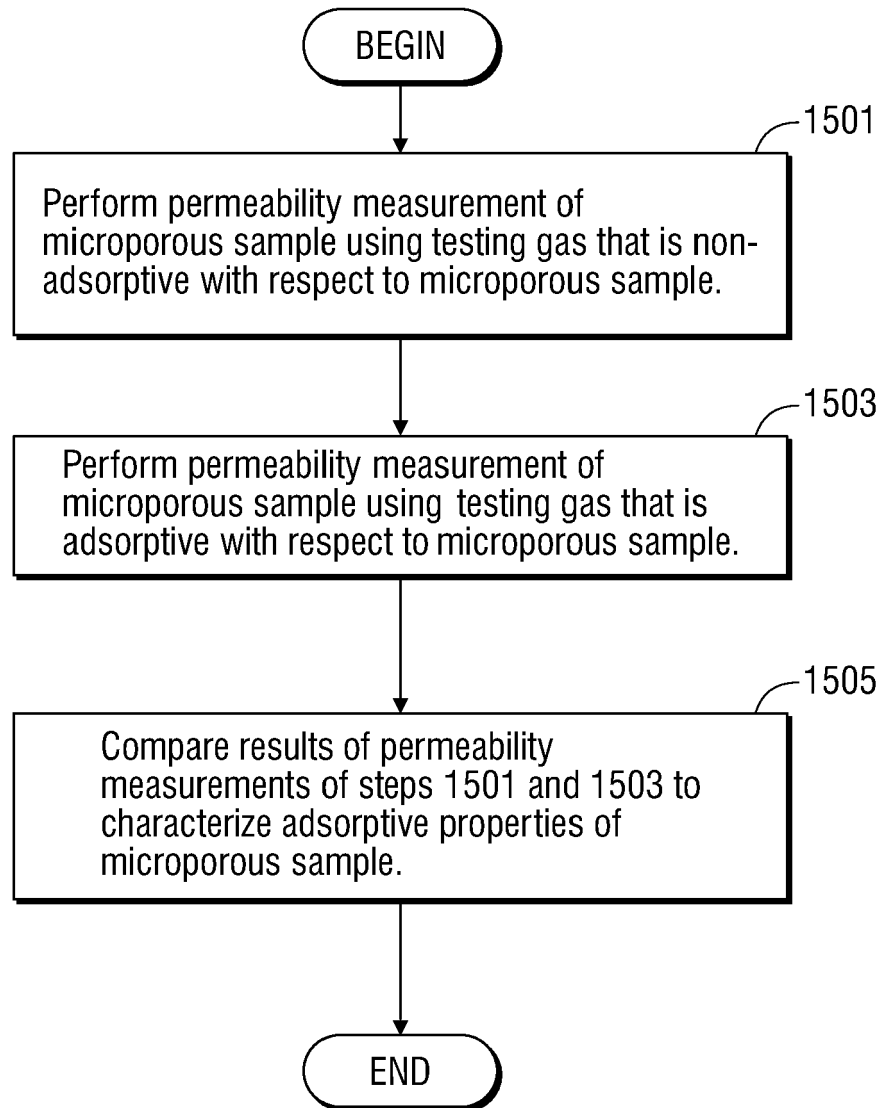 BEGIN
1501
Perform permeability measurement of
microporous sample using testing gas that is non-
adsorptive with respect to microporous sample.
1503
Perform permeability measurement of
microporous sample using testing gas that is
adsorptive with respect to microporous sample.
1505
Compare results of permeability
measurements of steps 1501 and 1503 to
characterize adsorptive properties of
microporous sample.
END